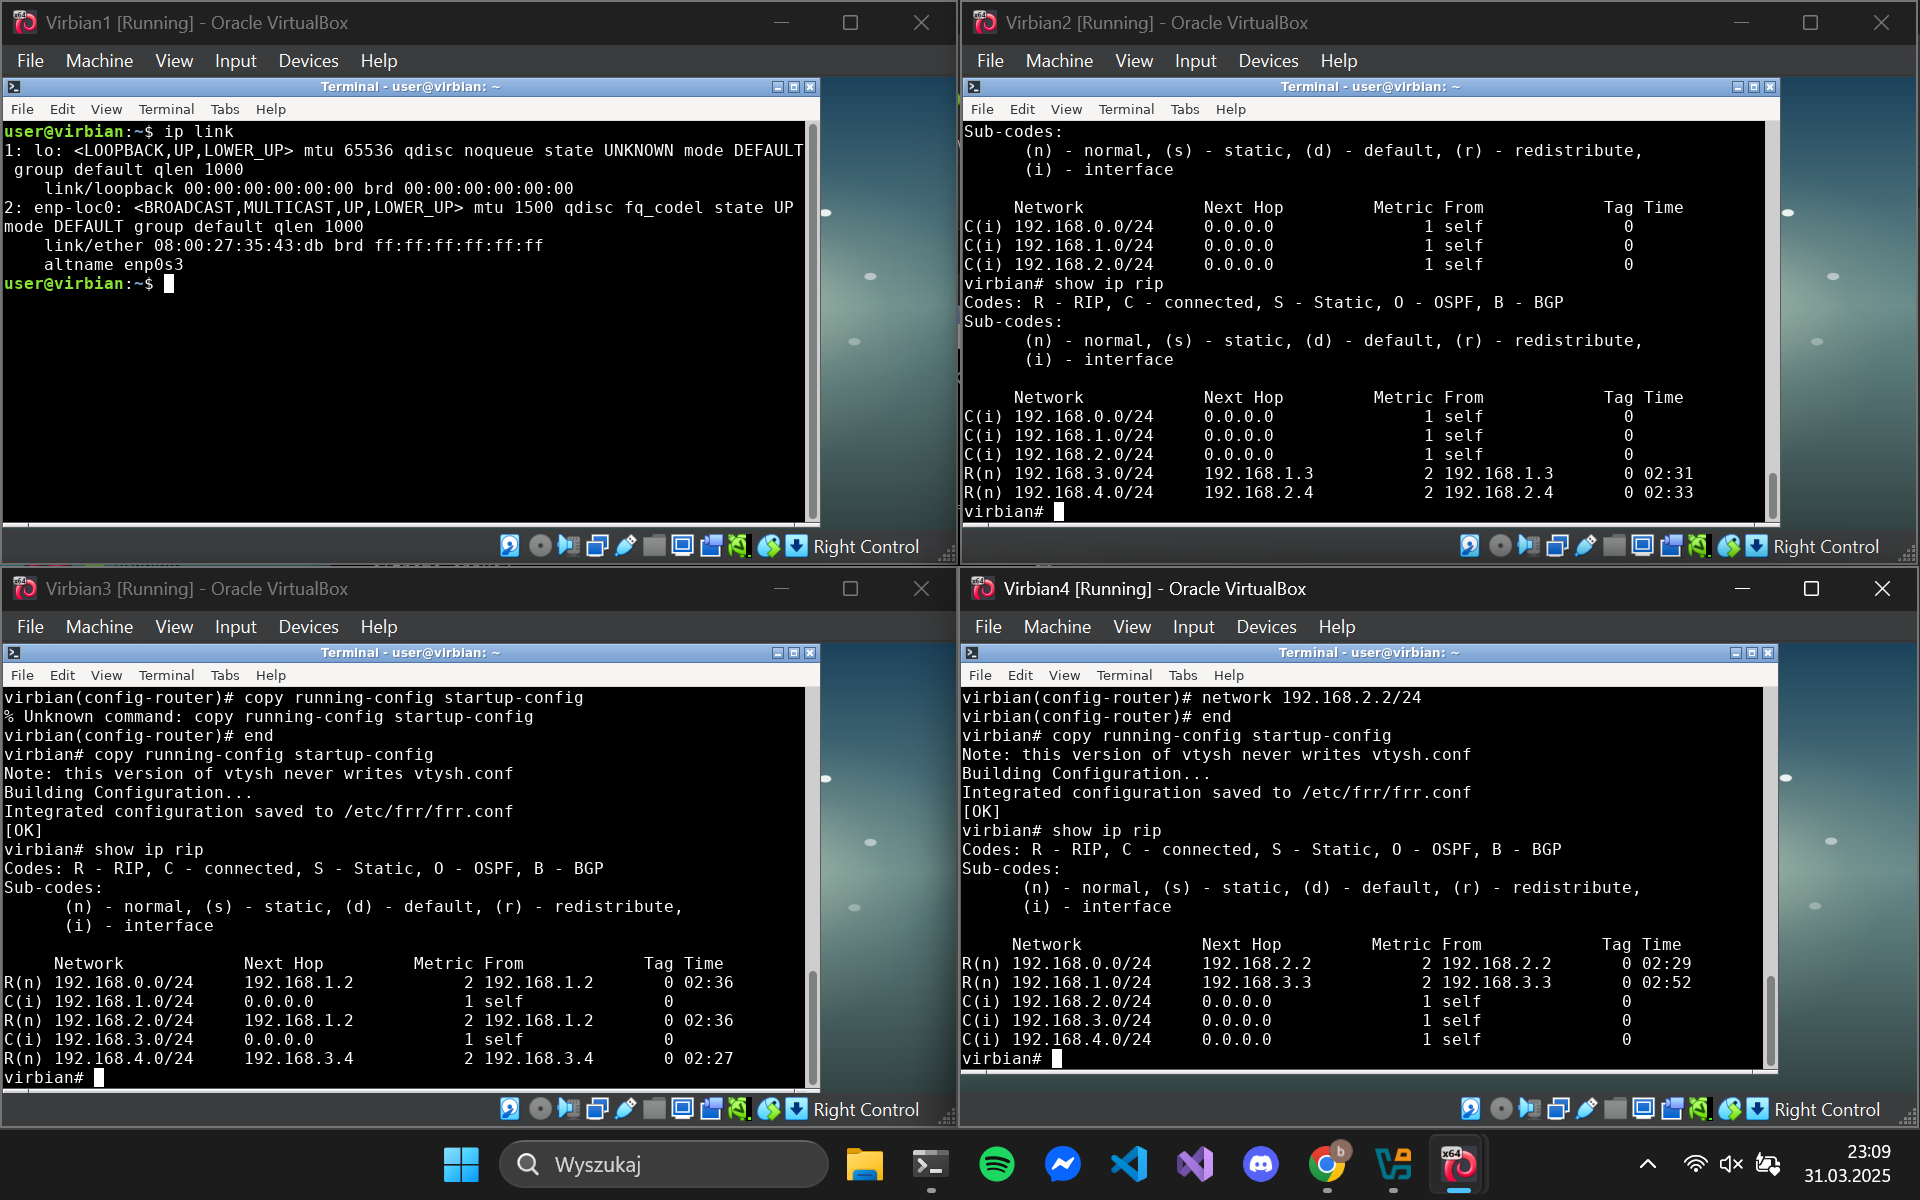 Virbian1 [Running] - Oracle VirtualBox
File Machine View Input Devices Help
Terminal - user@virbian: ~
File Edit View Terminal Tabs Help
user@virbian:~$ ip link
1: lo: <LOOPBACK,UP,LOWER_UP> mtu 65536 qdisc noqueue state UNKNOWN mode DEFAULT
 group default qlen 1000
    link/loopback 00:00:00:00:00:00 brd 00:00:00:00:00:00
2: enp-loc0: <BROADCAST,MULTICAST,UP,LOWER_UP> mtu 1500 qdisc fq_codel state UP
mode DEFAULT group default qlen 1000
    link/ether 08:00:27:35:43:db brd ff:ff:ff:ff:ff:ff
    altname enp0s3
user@virbian:~$
Right Control
Virbian2 [Running] - Oracle VirtualBox
File Machine View Input Devices Help
Terminal - user@virbian: ~
File Edit View Terminal Tabs Help
Sub-codes:
      (n) - normal, (s) - static, (d) - default, (r) - redistribute,
      (i) - interface
     Network            Next Hop         Metric From            Tag Time
C(i) 192.168.0.0/24     0.0.0.0               1 self              0
C(i) 192.168.1.0/24     0.0.0.0               1 self              0
C(i) 192.168.2.0/24     0.0.0.0               1 self              0
virbian# show ip rip
Codes: R - RIP, C - connected, S - Static, O - OSPF, B - BGP
Sub-codes:
      (n) - normal, (s) - static, (d) - default, (r) - redistribute,
      (i) - interface
     Network            Next Hop         Metric From            Tag Time
C(i) 192.168.0.0/24     0.0.0.0               1 self              0
C(i) 192.168.1.0/24     0.0.0.0               1 self              0
C(i) 192.168.2.0/24     0.0.0.0               1 self              0
R(n) 192.168.3.0/24     192.168.1.3           2 192.168.1.3       0 02:31
R(n) 192.168.4.0/24     192.168.2.4           2 192.168.2.4       0 02:33
virbian#
Right Control
Virbian3 [Running] - Oracle VirtualBox
File Machine View Input Devices Help
Terminal - user@virbian: ~
File Edit View Terminal Tabs Help
virbian(config-router)# copy running-config startup-config
% Unknown command: copy running-config startup-config
virbian(config-router)# end
virbian# copy running-config startup-config
Note: this version of vtysh never writes vtysh.conf
Building Configuration...
Integrated configuration saved to /etc/frr/frr.conf
[OK]
virbian# show ip rip
Codes: R - RIP, C - connected, S - Static, O - OSPF, B - BGP
Sub-codes:
      (n) - normal, (s) - static, (d) - default, (r) - redistribute,
      (i) - interface
     Network            Next Hop         Metric From            Tag Time
R(n) 192.168.0.0/24     192.168.1.2           2 192.168.1.2       0 02:36
C(i) 192.168.1.0/24     0.0.0.0               1 self              0
R(n) 192.168.2.0/24     192.168.1.2           2 192.168.1.2       0 02:36
C(i) 192.168.3.0/24     0.0.0.0               1 self              0
R(n) 192.168.4.0/24     192.168.3.4           2 192.168.3.4       0 02:27
virbian#
Right Control
Virbian4 [Running] - Oracle VirtualBox
File Machine View Input Devices Help
Terminal - user@virbian: ~
File Edit View Terminal Tabs Help
virbian(config-router)# network 192.168.2.2/24
virbian(config-router)# end
virbian# copy running-config startup-config
Note: this version of vtysh never writes vtysh.conf
Building Configuration...
Integrated configuration saved to /etc/frr/frr.conf
[OK]
virbian# show ip rip
Codes: R - RIP, C - connected, S - Static, O - OSPF, B - BGP
Sub-codes:
      (n) - normal, (s) - static, (d) - default, (r) - redistribute,
      (i) - interface
     Network            Next Hop         Metric From            Tag Time
R(n) 192.168.0.0/24     192.168.2.2           2 192.168.2.2       0 02:29
R(n) 192.168.1.0/24     192.168.3.3           2 192.168.3.3       0 02:52
C(i) 192.168.2.0/24     0.0.0.0               1 self              0
C(i) 192.168.3.0/24     0.0.0.0               1 self              0
C(i) 192.168.4.0/24     0.0.0.0               1 self              0
virbian#
Right Control
Wyszukaj
b
x64
23:09
31.03.2025